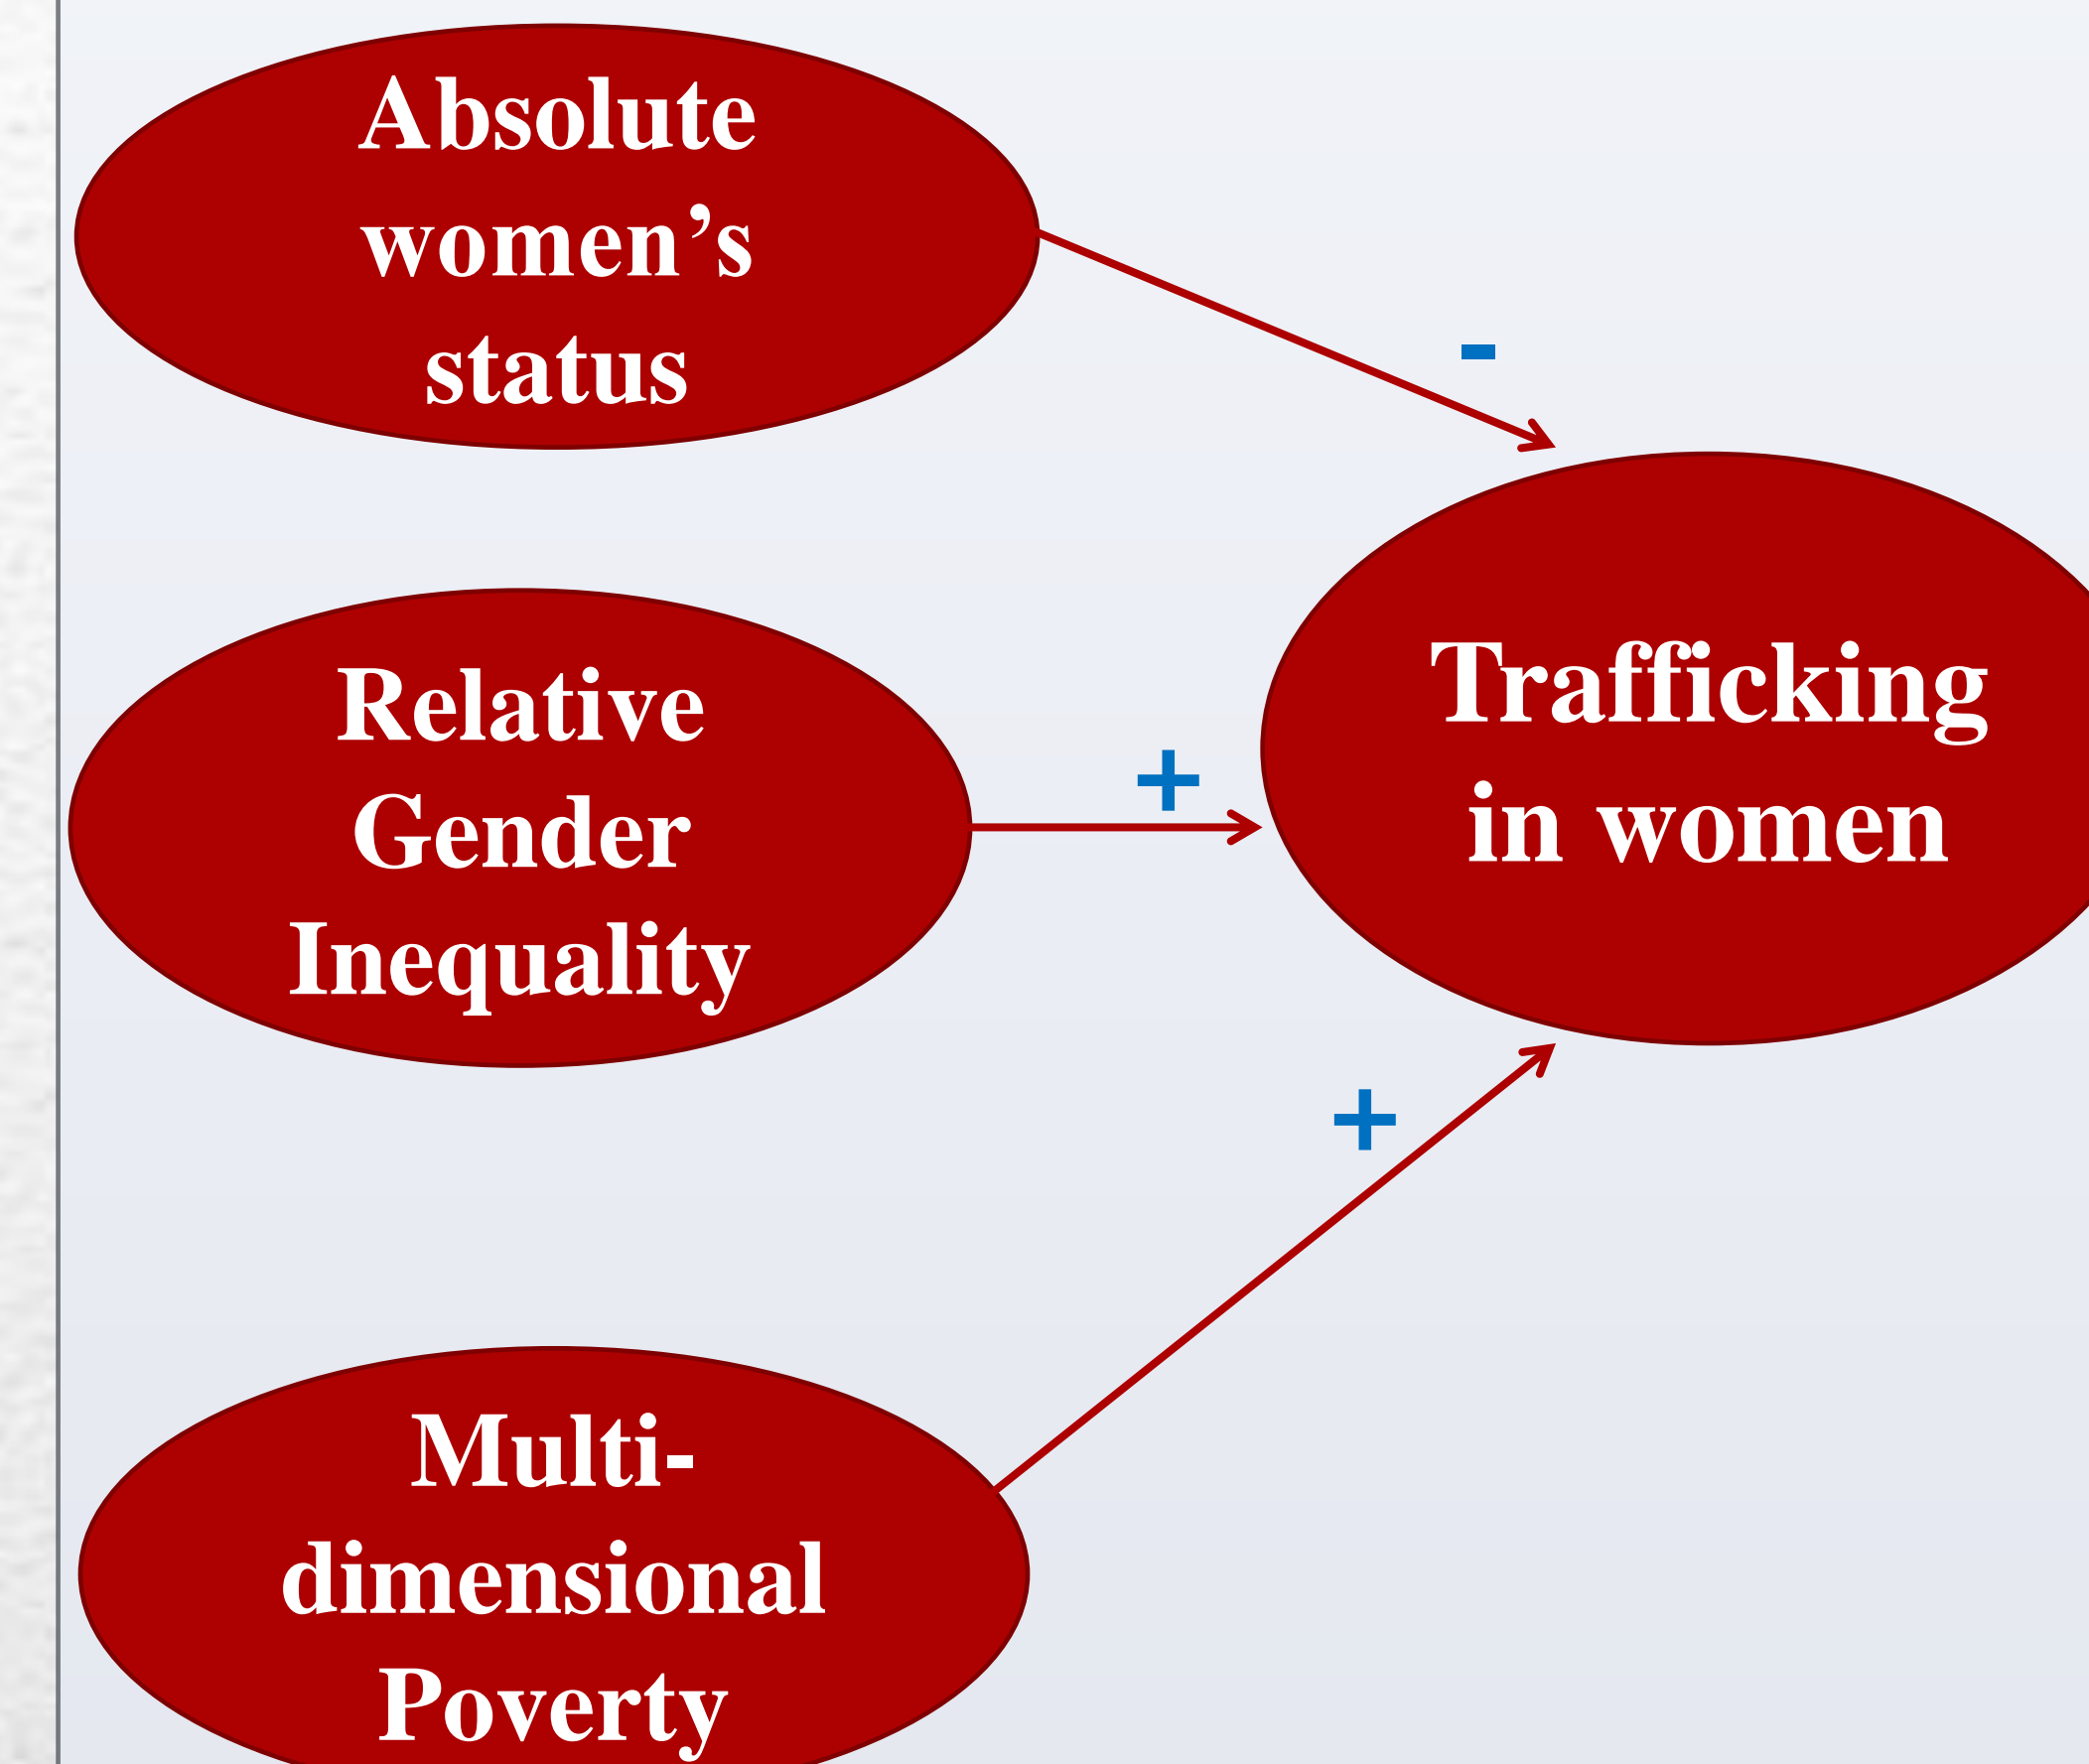 Absolute
women’s
status
-
Relative
Gender
Inequality
+
Trafficking
in women
+
Multi-
dimensional
Poverty